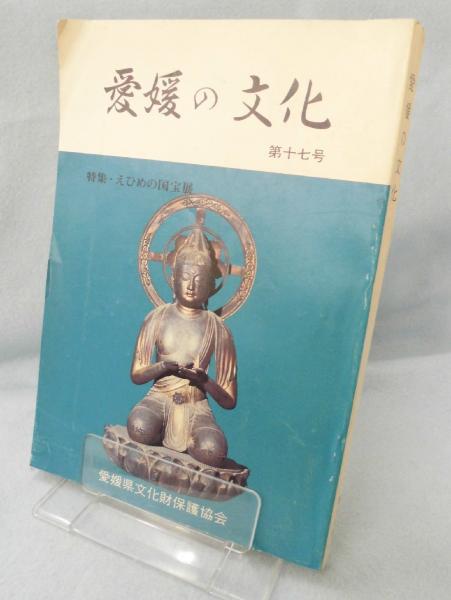 愛媛の文化
第十七号
特集・えひめの国宝展
愛媛県文化財保護協会
愛媛の文化